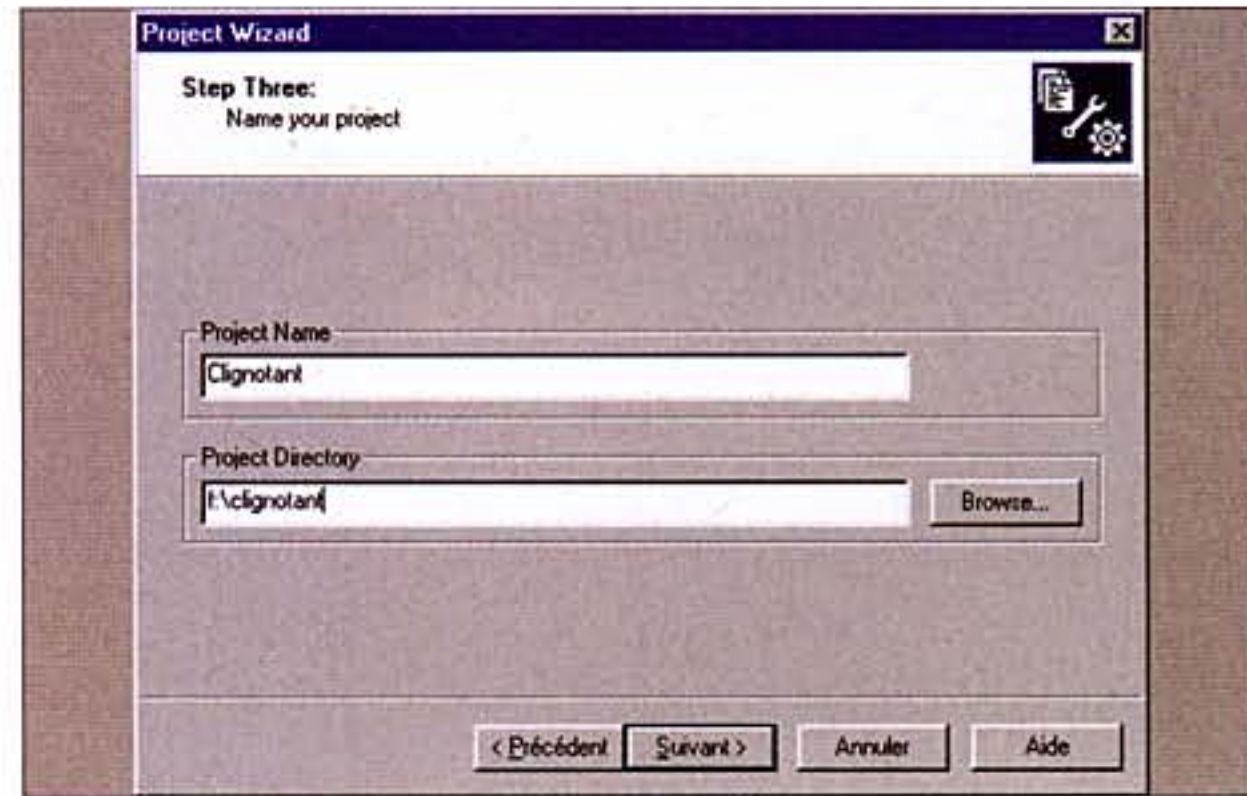 Project Wizard
Step Three:
Name your project
Project Name
Clignotant
Project Directory
f:\clignotant
Browse...
< Précédent
Suivant >
Annuler
Aide